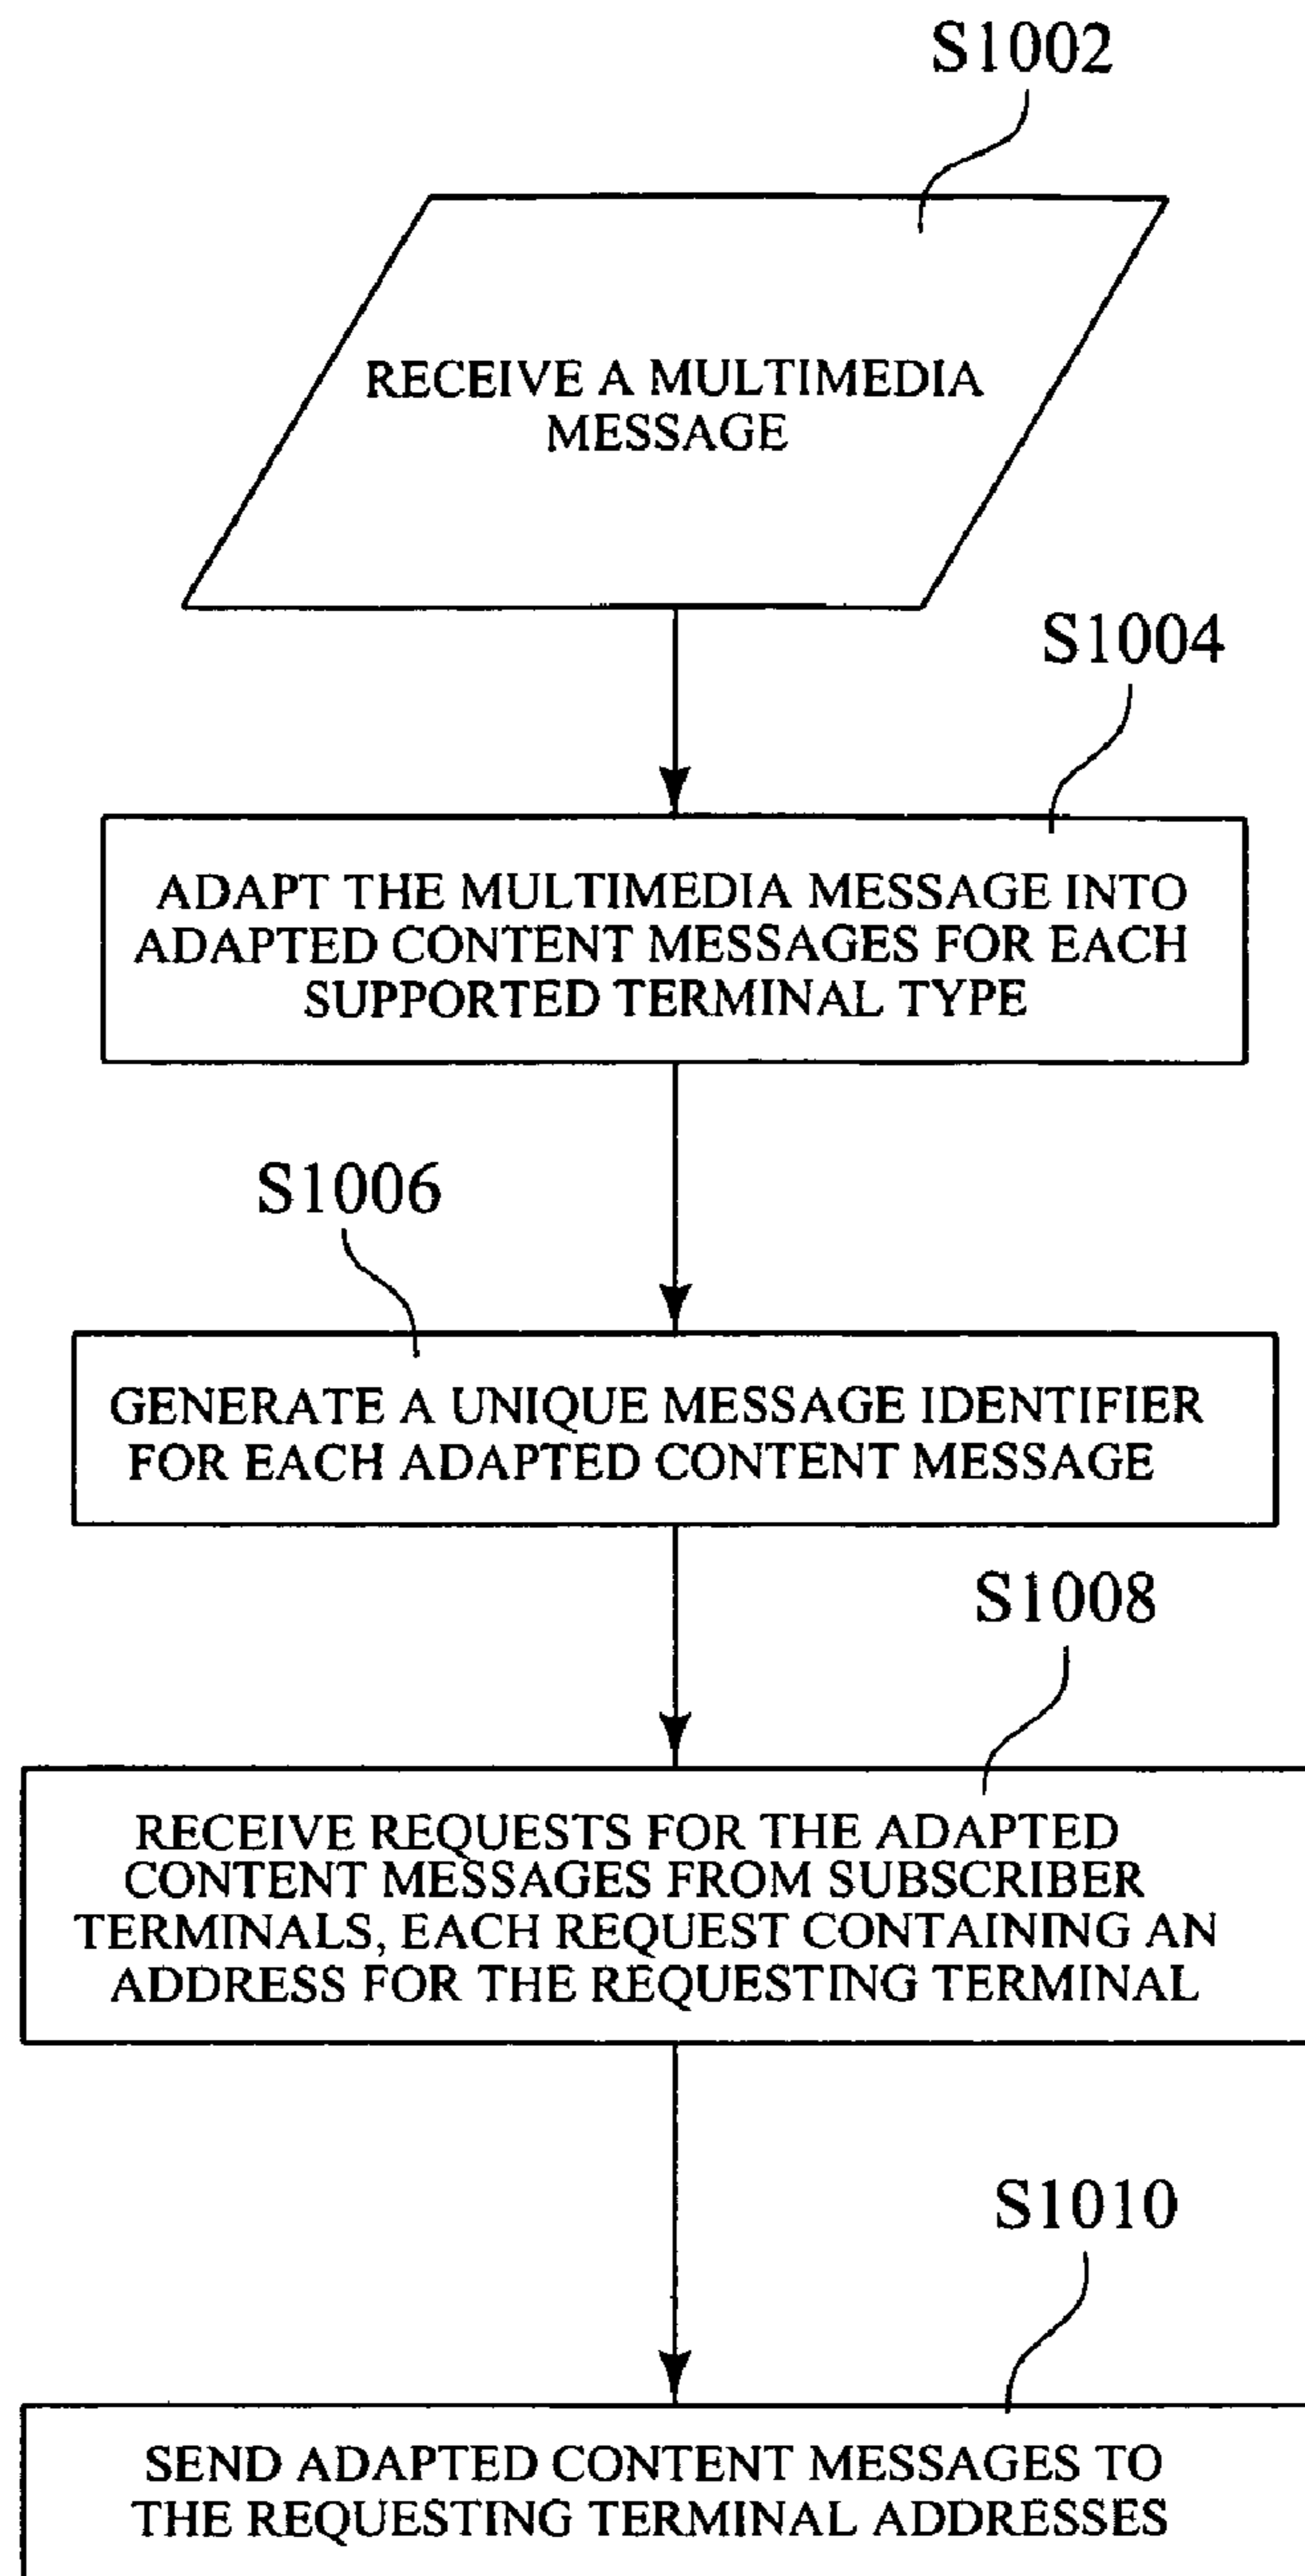 S1002
RECEIVE A MULTIMEDIA
MESSAGE
S1004
ADAPT THE MULTIMEDIA MESSAGE INTO
ADAPTED CONTENT MESSAGES FOR EACH
SUPPORTED TERMINAL TYPE
S1006
GENERATE A UNIQUE MESSAGE IDENTIFIER
FOR EACH ADAPTED CONTENT MESSAGE
S1008
RECEIVE REQUESTS FOR THE ADAPTED
CONTENT MESSAGES FROM SUBSCRIBER
TERMINALS, EACH REQUEST CONTAINING AN
ADDRESS FOR THE REQUESTING TERMINAL
S1010
SEND ADAPTED CONTENT MESSAGES TO
THE REQUESTING TERMINAL ADDRESSES